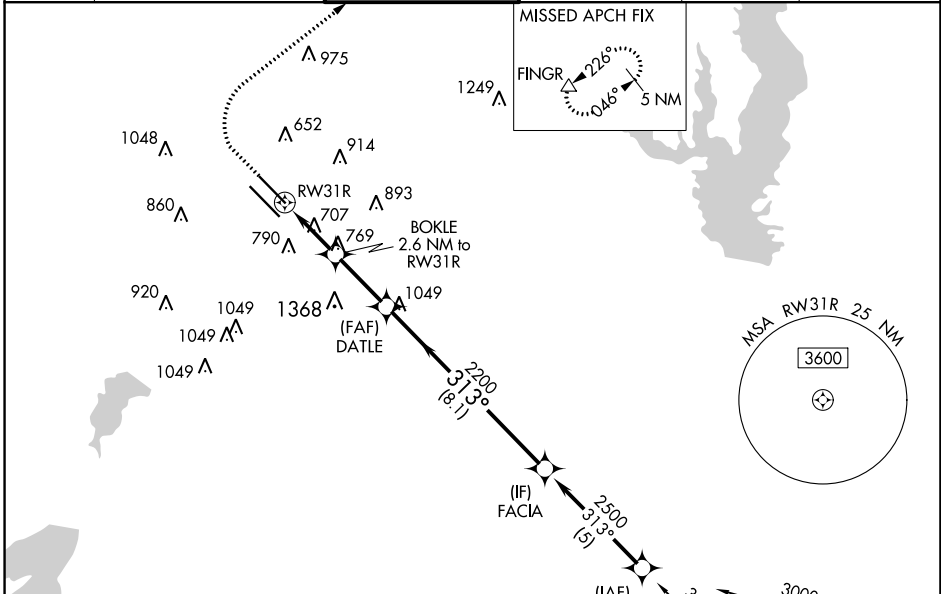 MISSED APCH FIX
FINGR
226°
046°
5 NM
975
1249
652
1048
914
RW31R
893
860
707
790
769
BOKLE
2.6 NM to
RW31R
920
1049
1368
1049
1049
1049
(FAF)
DATLE
MSA RW31R 25 NM
3600
2200
313°
(8.1)
(IF)
FACIA
2500
313°
(5)
(IAF)
3000